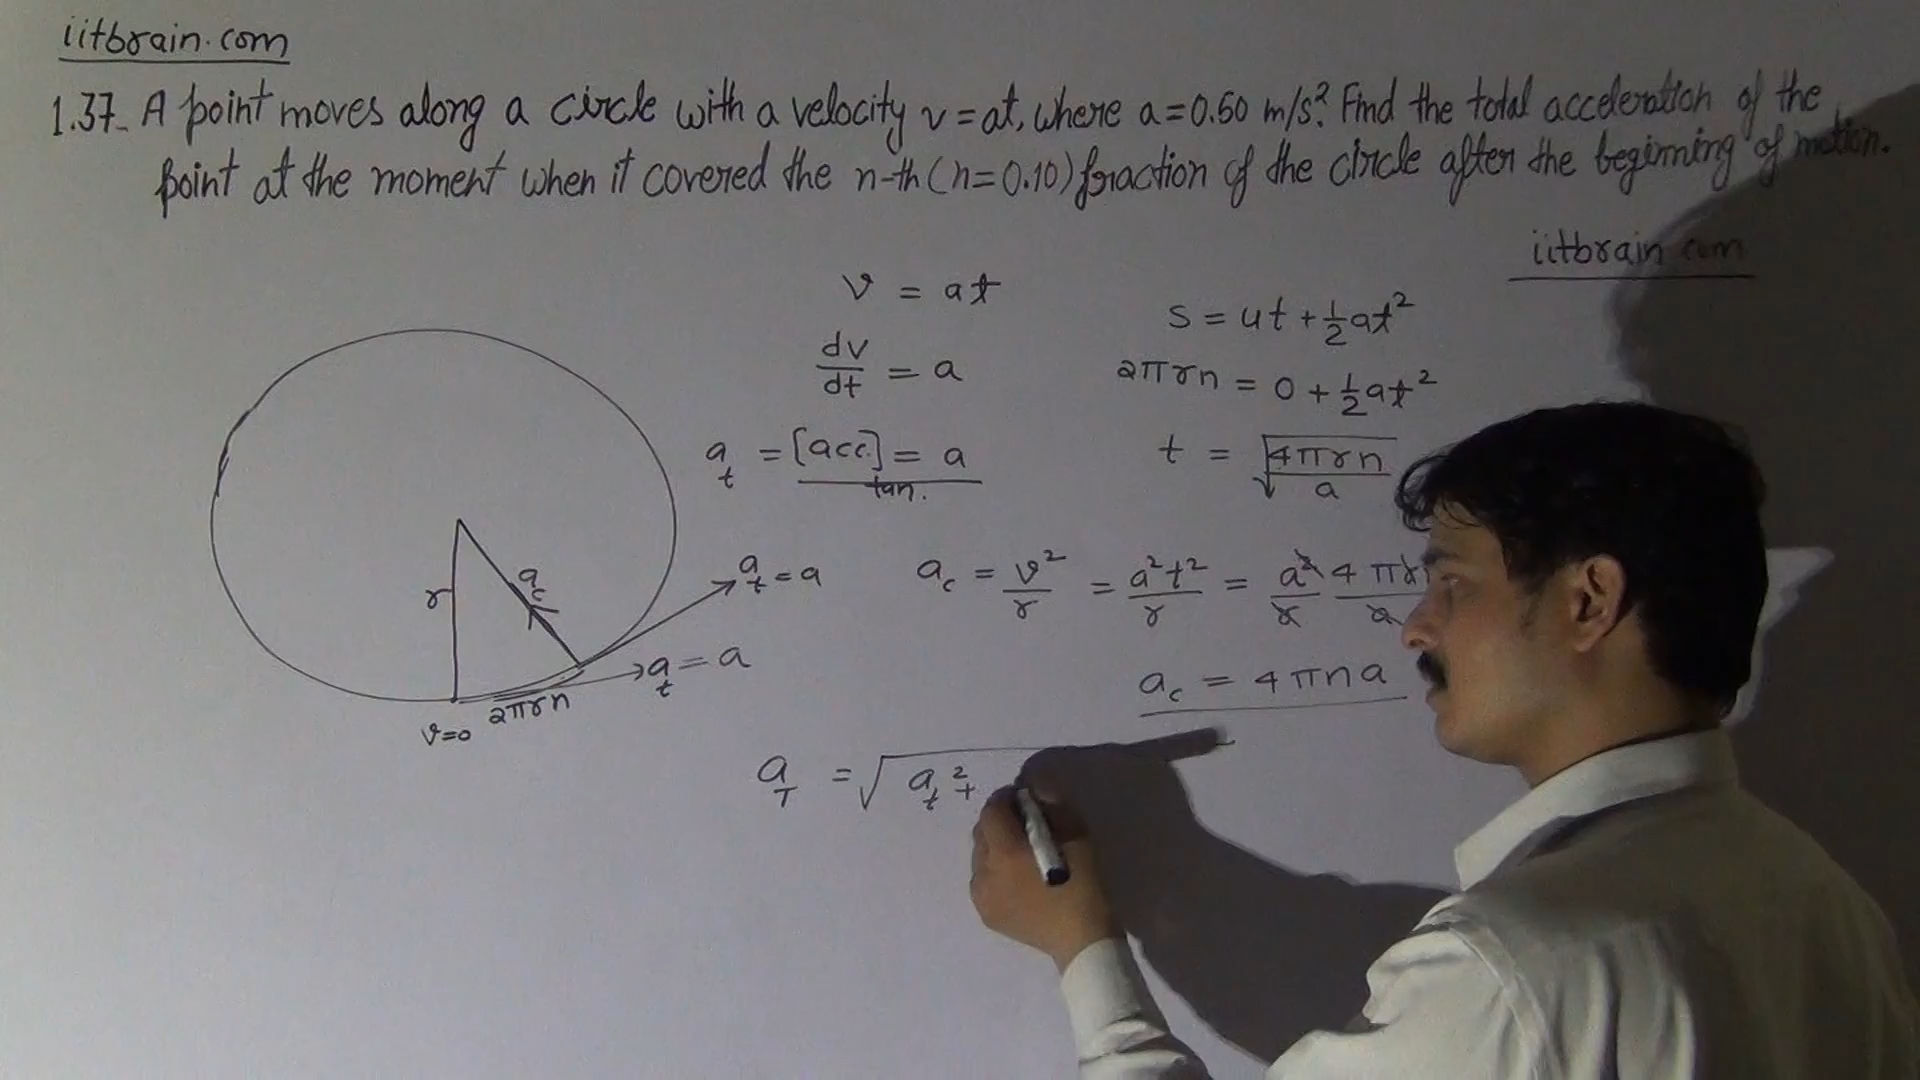 iitbrain.com
1.37. A point moves along a circle with a velocity v = at, where a = 0.50 m/s². Find the total acceleration of the
point at the moment when it covered the n-th (n = 0.10) fraction of the circle after the beginning of motion.
iitbrain.com
v = at
dv/dt = a
a_t = [acc.]_tan. = a
s = ut + ½at²
2πrn = 0 + ½at²
t = √(4πrn/a)
r
a_c
a_t = a
a_t = a
v=0
2πrn
a_c = v²/r = a²t²/r = a²/r 4πr/a
a_c = 4πna
a_T = √(a_t² +